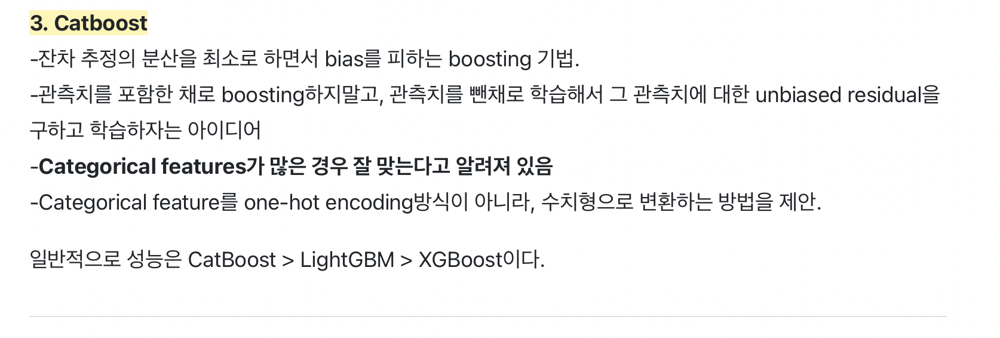 3. Catboost
-잔차 추정의 분산을 최소로 하면서 bias를 피하는 boosting 기법.
-관측치를 포함한 채로 boosting하지말고, 관측치를 뺀채로 학습해서 그 관측치에 대한 unbiased residual을
구하고 학습하자는 아이디어
-Categorical features가 많은 경우 잘 맞는다고 알려져 있음
-Categorical feature를 one-hot encoding방식이 아니라, 수치형으로 변환하는 방법을 제안.
일반적으로 성능은 CatBoost > LightGBM > XGBoost이다.